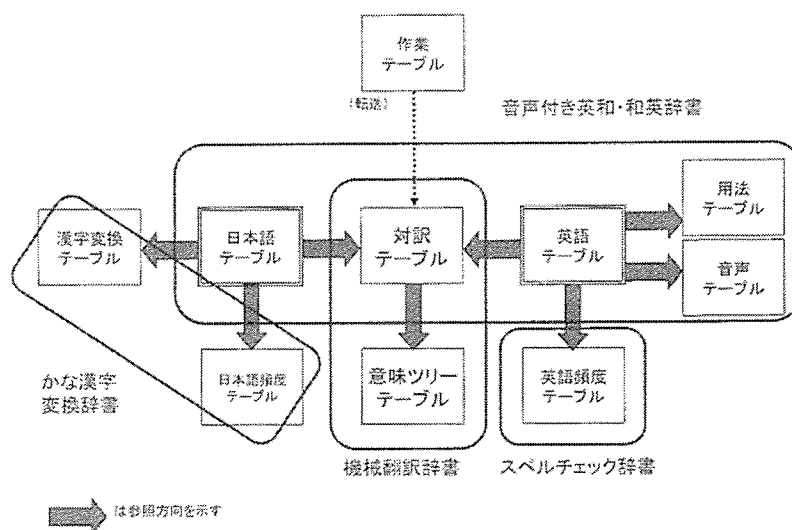 作業
テーブル
(転送)
音声付き英和・和英辞書
漢字変換
テーブル
日本語
テーブル
対訳
テーブル
英語
テーブル
用法
テーブル
音声
テーブル
かな漢字
変換辞書
日本語頻度
テーブル
意味ツリー
テーブル
英語頻度
テーブル
機械翻訳辞書
スペルチェック辞書
は参照方向を示す